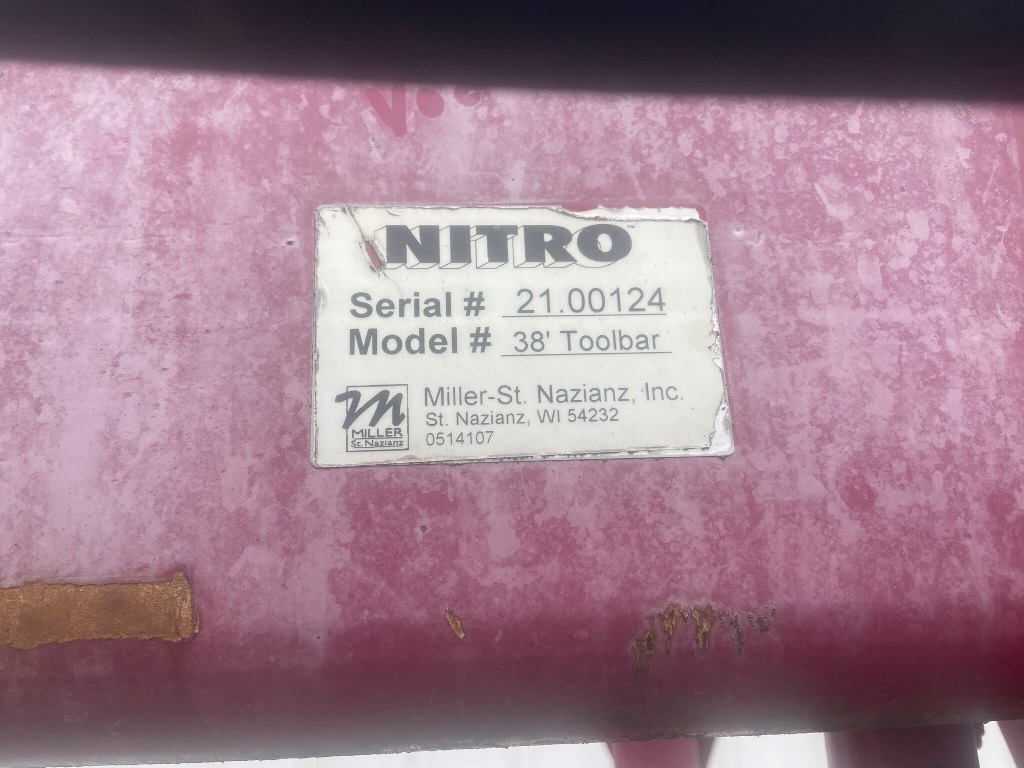 NITRO
Serial # 21.00124
Model # 38' Toolbar
Miller-St. Nazianz, Inc.
St. Nazianz, WI 54232
0514107
M
MILLER
St. Nazianz